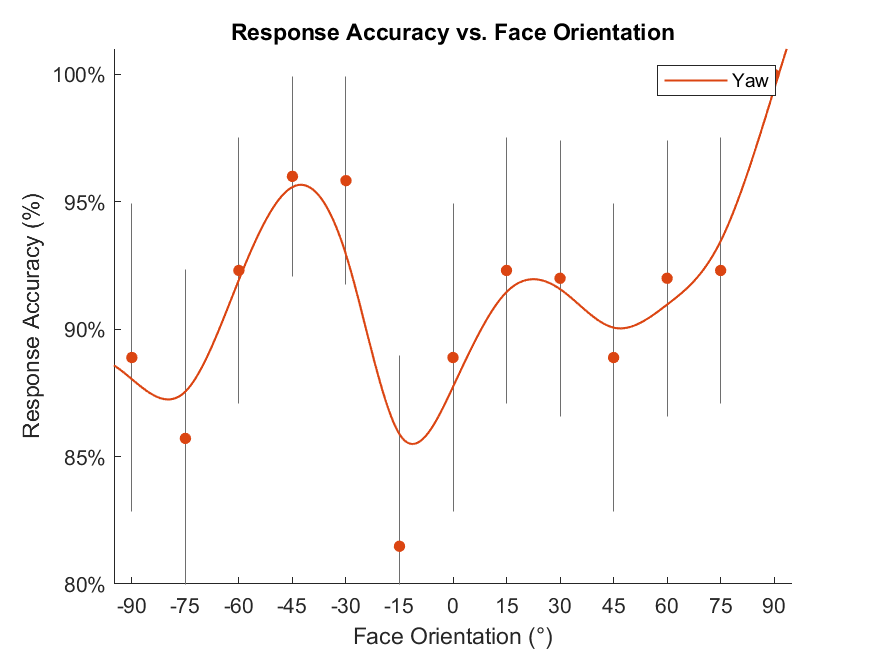 Response Accuracy vs. Face Orientation
Yaw
100%
95%
90%
85%
80%
Response Accuracy (%)
-90 -75 -60 -45 -30 -15 0 15 30 45 60 75 90
Face Orientation (°)